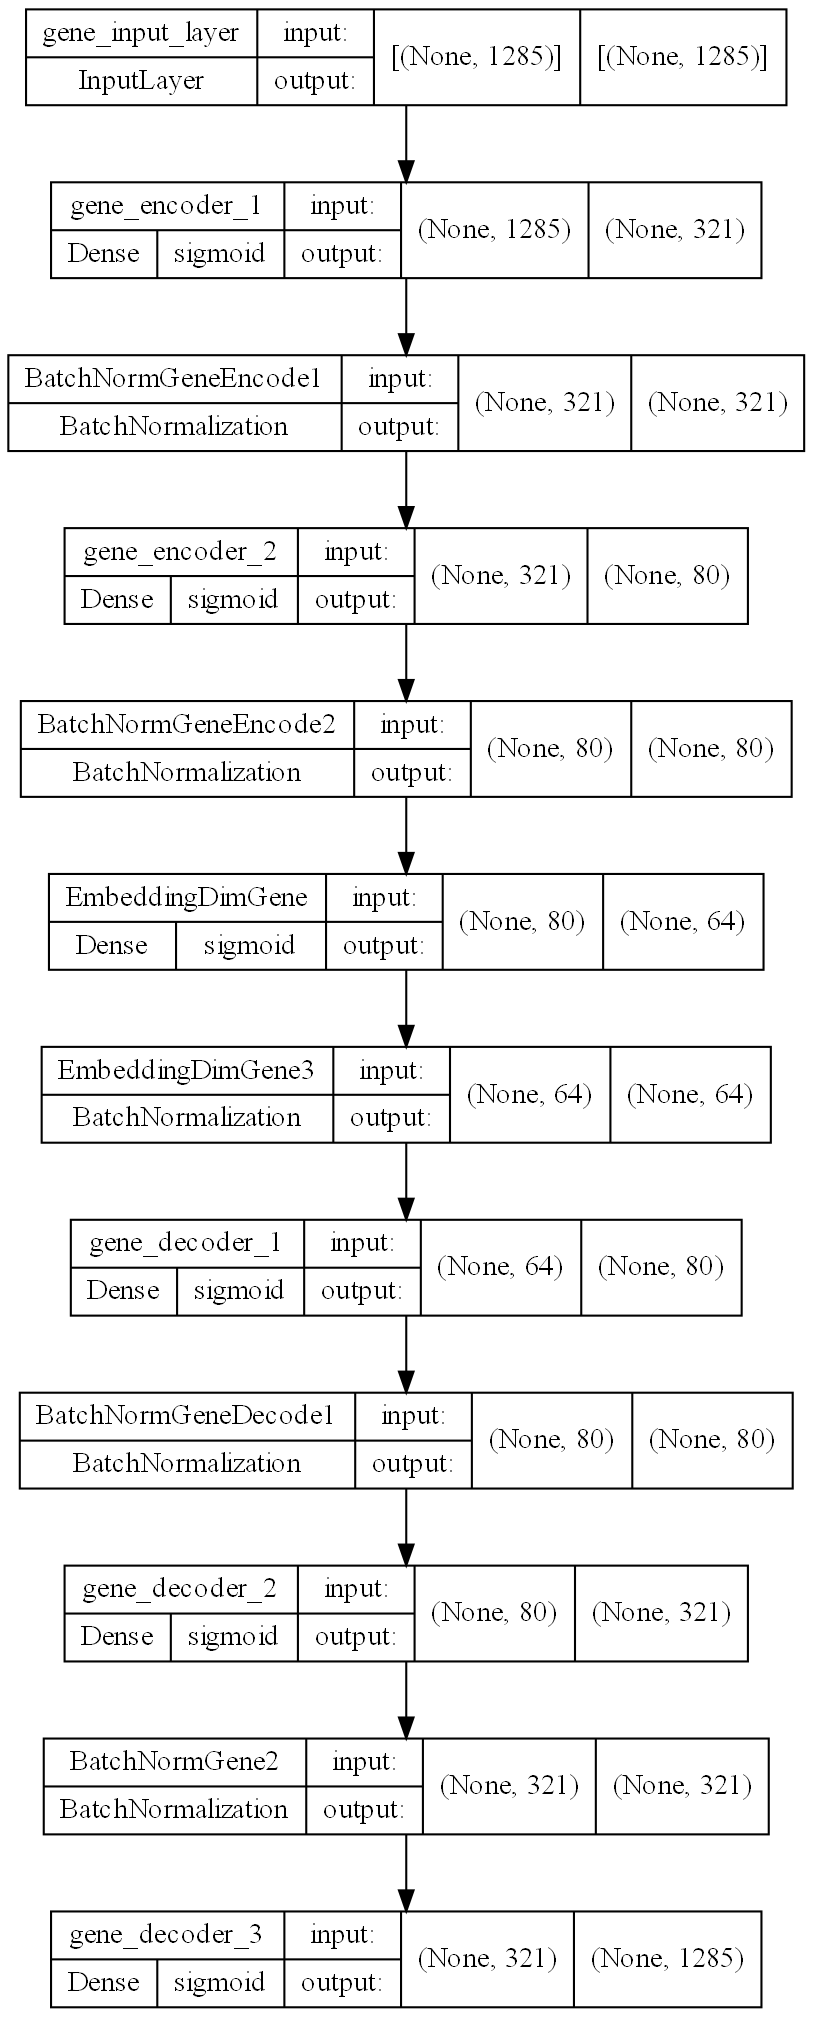 gene_input_layer input: [(None, 1285)] [(None, 1285)]
InputLayer output:
gene_encoder_1 input: (None, 1285) (None, 321)
Dense sigmoid output:
BatchNormGeneEncode1 input: (None, 321) (None, 321)
BatchNormalization output:
gene_encoder_2 input: (None, 321) (None, 80)
Dense sigmoid output:
BatchNormGeneEncode2 input: (None, 80) (None, 80)
BatchNormalization output:
EmbeddingDimGene input: (None, 80) (None, 64)
Dense sigmoid output:
EmbeddingDimGene3 input: (None, 64) (None, 64)
BatchNormalization output:
gene_decoder_1 input: (None, 64) (None, 80)
Dense sigmoid output:
BatchNormGeneDecode1 input: (None, 80) (None, 80)
BatchNormalization output:
gene_decoder_2 input: (None, 80) (None, 321)
Dense sigmoid output:
BatchNormGene2 input: (None, 321) (None, 321)
BatchNormalization output:
gene_decoder_3 input: (None, 321) (None, 1285)
Dense sigmoid output: